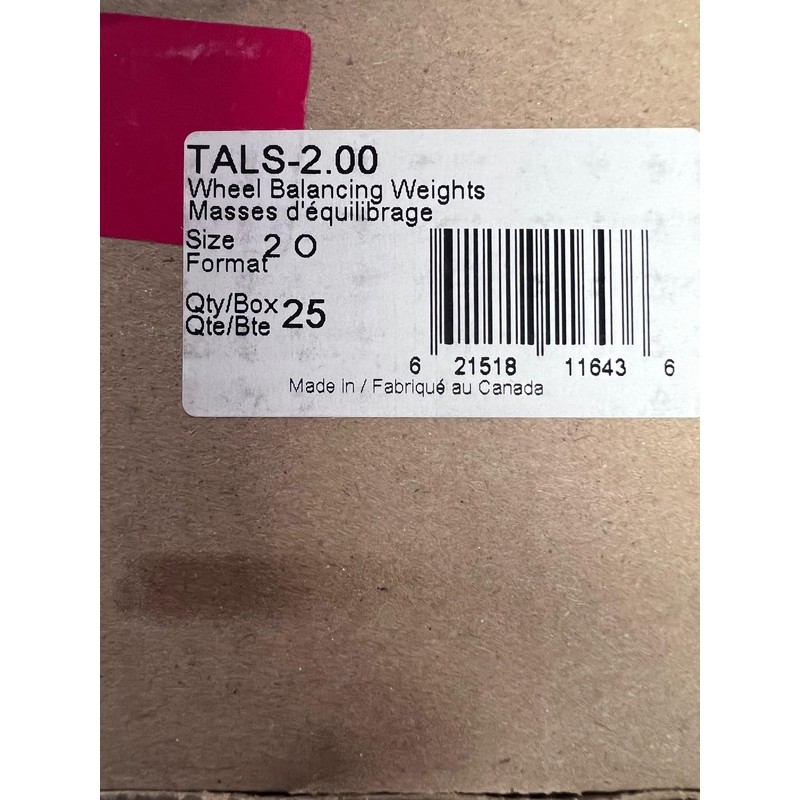 TALS-2.00
Wheel Balancing Weights
Masses d'équilibrage
Size 2 O
Format
Qty/Box 25
Qte/Bte
6 21518 11643 6
Made in / Fabriqué au Canada